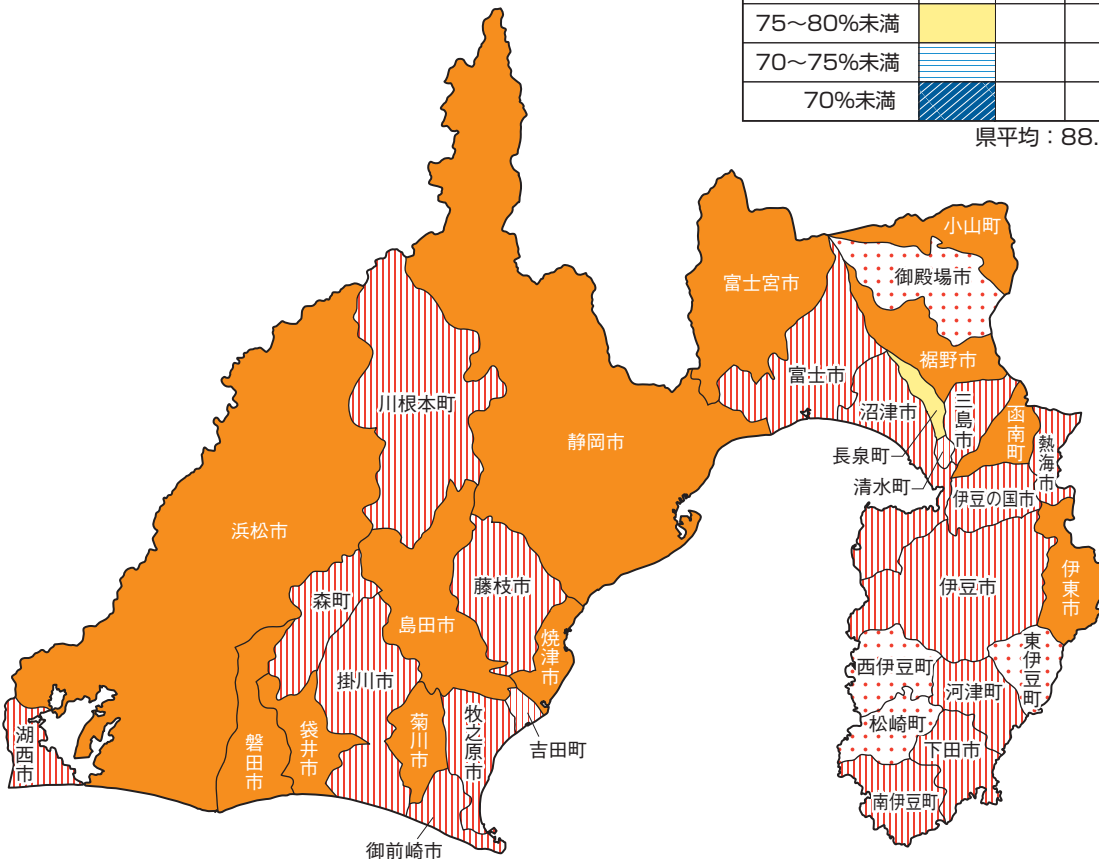 75〜80%未満
70〜75%未満
70%未満
県平均：88.
小山町
御殿場市
富士宮市
裾野市
富士市
川根本町
沼津市
三島市
函南町
熱海市
静岡市
長泉町
清水町
伊豆の国市
浜松市
伊豆市
伊東市
藤枝市
森町
島田市
焼津市
東伊豆町
西伊豆町
掛川市
河津町
菊川市
牧之原市
松崎町
湖西市
磐田市
袋井市
吉田町
下田市
南伊豆町
御前崎市